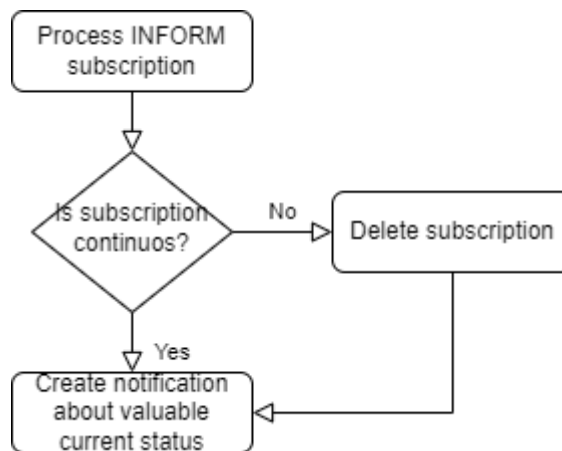 Process INFORM
subscription
Is subscription
continuos?
No
Delete subscription
Yes
Create notification
about valuable
current status